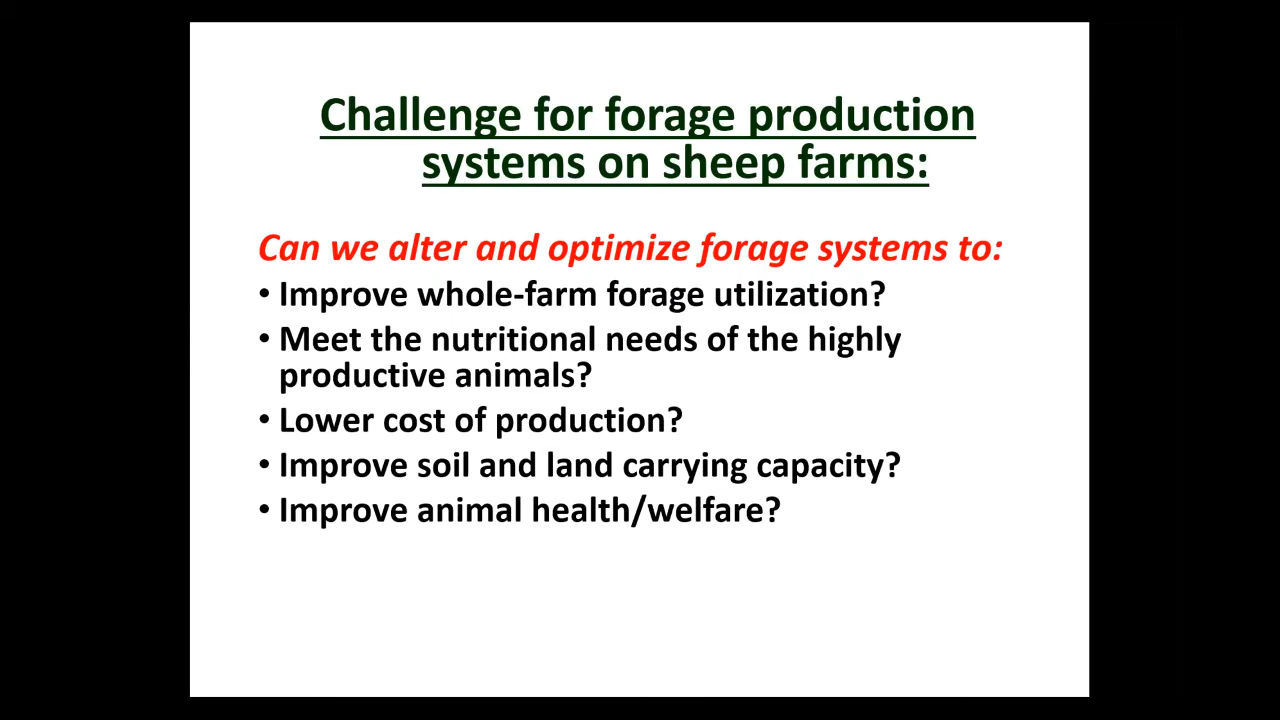 Challenge for forage production
systems on sheep farms:
Can we alter and optimize forage systems to:
• Improve whole-farm forage utilization?
• Meet the nutritional needs of the highly
productive animals?
• Lower cost of production?
• Improve soil and land carrying capacity?
• Improve animal health/welfare?